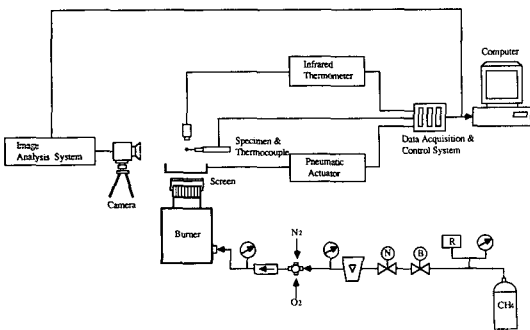 Computer
Infrared
Thermometer
Image
Analysis System
Camera
Specimen &
Thermocouple
Data Acquisition &
Control System
Pneumatic
Actuator
Screen
Burner
N2
O2
N
B
R
CH4